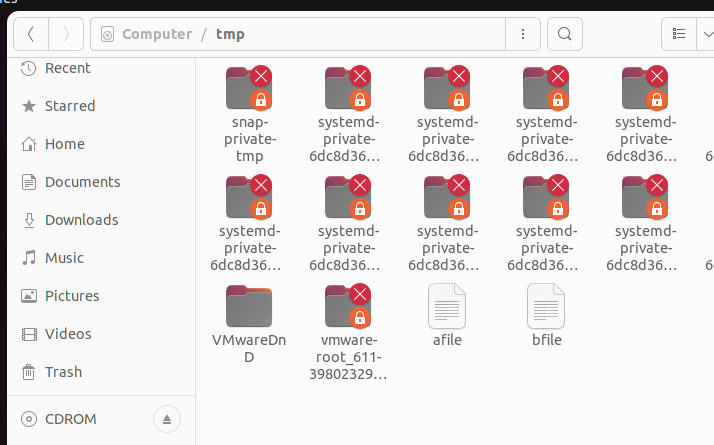 Computer / tmp
Recent
Starred
Home
Documents
Downloads
Music
Pictures
Videos
Trash
CDROM
snap-
private-
tmp
systemd-
private-
6dc8d36...
systemd-
private-
6dc8d36...
systemd-
private-
6dc8d36...
systemd-
private-
6dc8d36...
systemd-
private-
6dc8d36...
systemd-
private-
6dc8d36...
systemd-
private-
6dc8d36...
systemd-
private-
6dc8d36...
systemd-
private-
6dc8d36...
VMwareDn
D
vmware-
root_611-
39802329...
afile
bfile